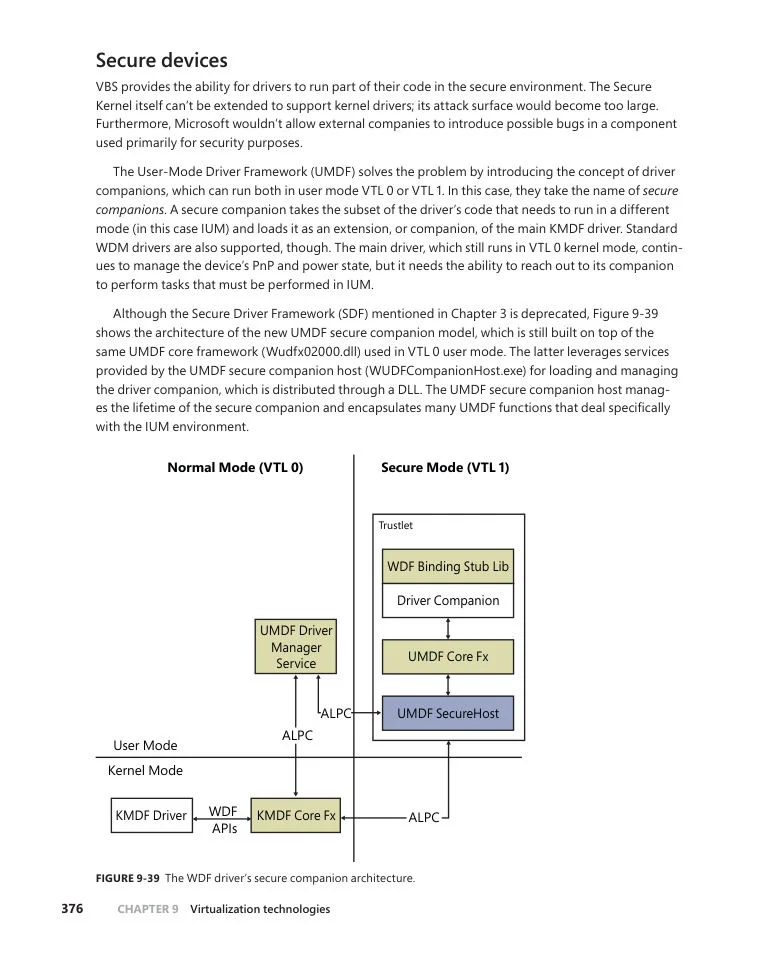 Secure devices
VBS provides the ability for drivers to run part of their code in the secure environment. The Secure
Kernel itself can’t be extended to support kernel drivers; its attack surface would become too large.
Furthermore, Microsoft wouldn’t allow external companies to introduce possible bugs in a component
used primarily for security purposes.
The User-Mode Driver Framework (UMDF) solves the problem by introducing the concept of driver
companions, which can run both in user mode VTL 0 or VTL 1. In this case, they take the name of secure
companions. A secure companion takes the subset of the driver’s code that needs to run in a different
mode (in this case IUM) and loads it as an extension, or companion, of the main KMDF driver. Standard
WDM drivers are also supported, though. The main driver, which still runs in VTL 0 kernel mode, contin-
ues to manage the device’s PnP and power state, but it needs the ability to reach out to its companion
to perform tasks that must be performed in IUM.
Although the Secure Driver Framework (SDF) mentioned in Chapter 3 is deprecated, Figure 9-39
shows the architecture of the new UMDF secure companion model, which is still built on top of the
same UMDF core framework (Wudfx02000.dll) used in VTL 0 user mode. The latter leverages services
provided by the UMDF secure companion host (WUDFCompanionHost.exe) for loading and managing
the driver companion, which is distributed through a DLL. The UMDF secure companion host manag-
es the lifetime of the secure companion and encapsulates many UMDF functions that deal specifically
with the IUM environment.
Normal Mode (VTL 0)
Secure Mode (VTL 1)
Trustlet
WDF Binding Stub Lib
Driver Companion
UMDF Driver
Manager
Service
UMDF Core Fx
ALPC
UMDF SecureHost
ALPC
User Mode
Kernel Mode
KMDF Driver
WDF
APIs
KMDF Core Fx
ALPC
FIGURE 9-39 The WDF driver’s secure companion architecture.
376 CHAPTER 9 Virtualization technologies